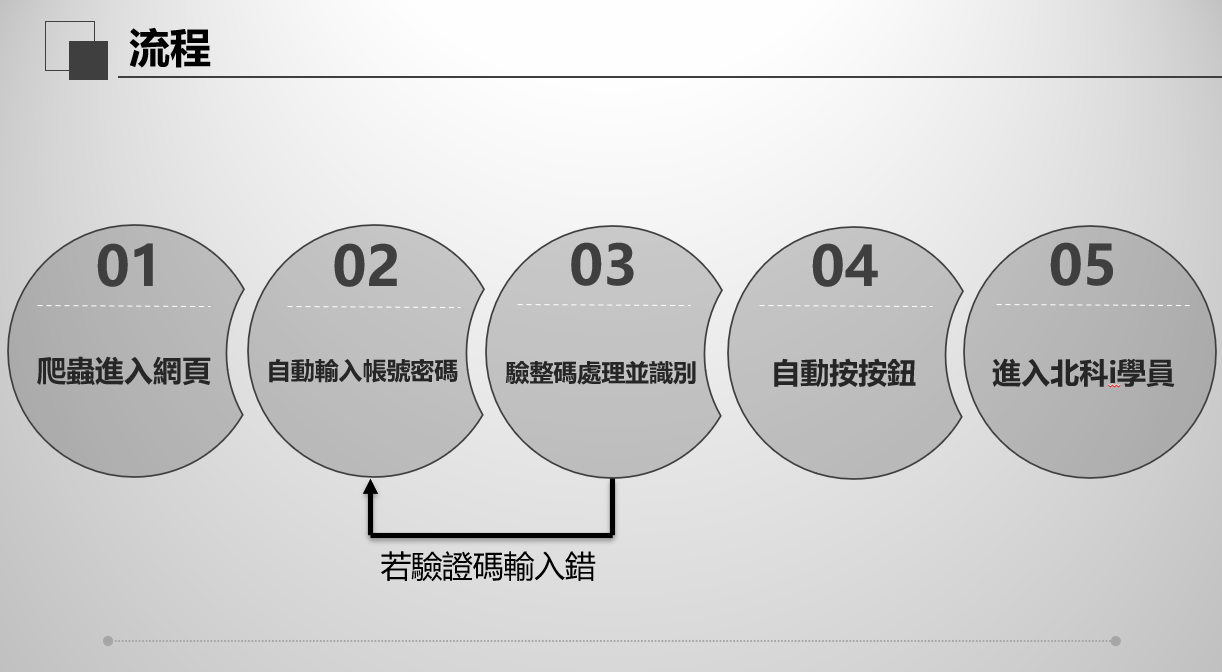 流程
01
爬蟲進入網頁
02
自動輸入帳號密碼
03
驗整碼處理並識別
04
自動按按鈕
05
進入北科i學員
若驗證碼輸入錯